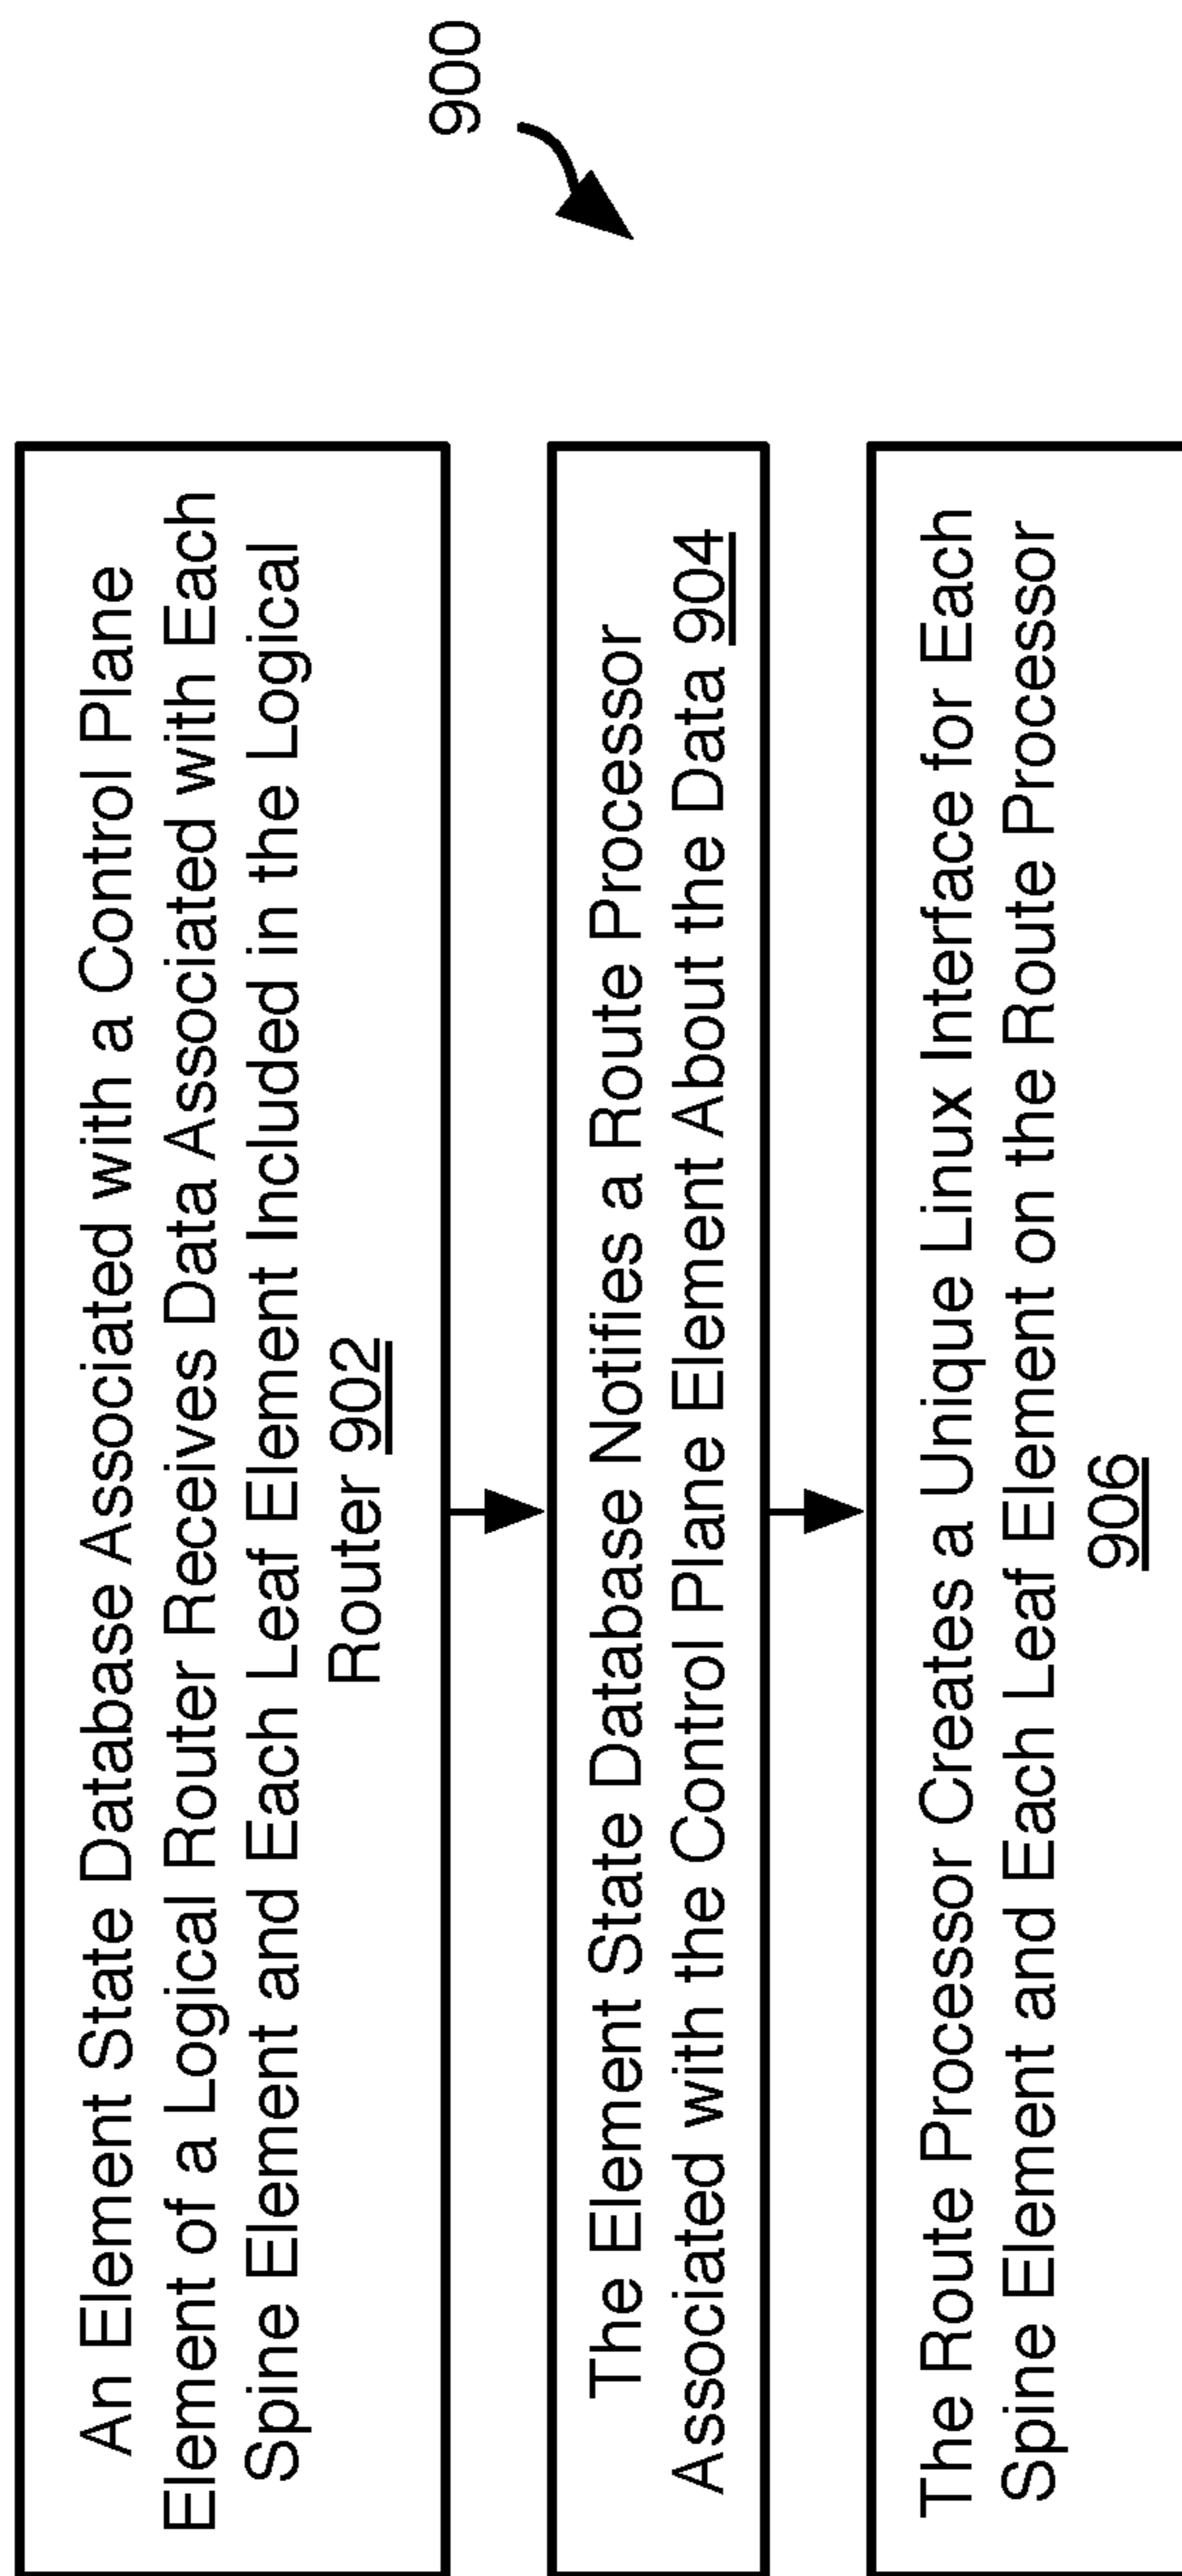 900
An Element State Database Associated with a Control Plane
Element of a Logical Router Receives Data Associated with Each
Spine Element and Each Leaf Element Included in the Logical
Router 902
The Element State Database Notifies a Route Processor
Associated with the Control Plane Element About the Data 904
The Route Processor Creates a Unique Linux Interface for Each
Spine Element and Each Leaf Element on the Route Processor
906